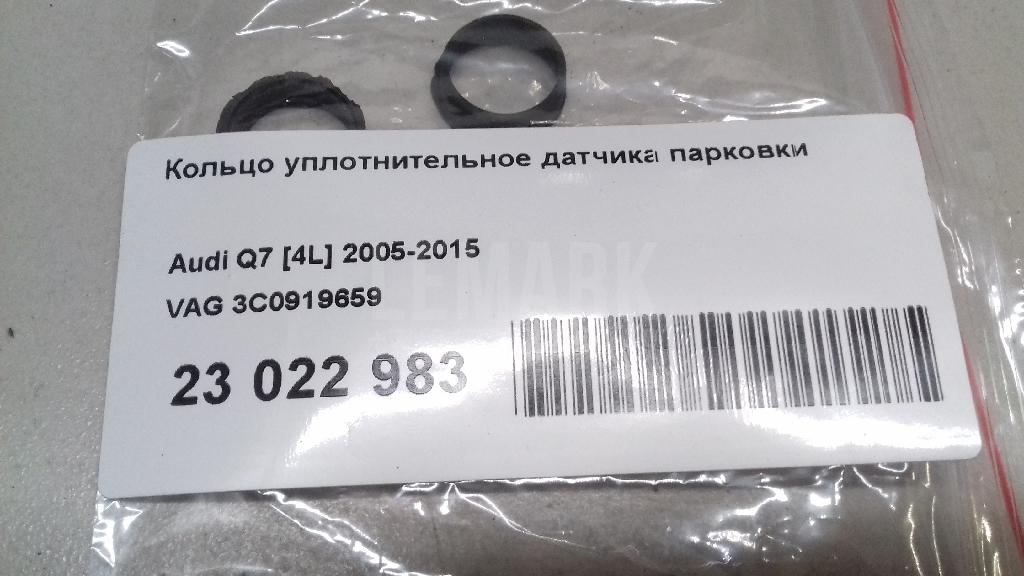 Кольцо уплотнительное датчика парковки
Audi Q7 [4L] 2005-2015
VAG 3C0919659
23 022 983
LEMARK